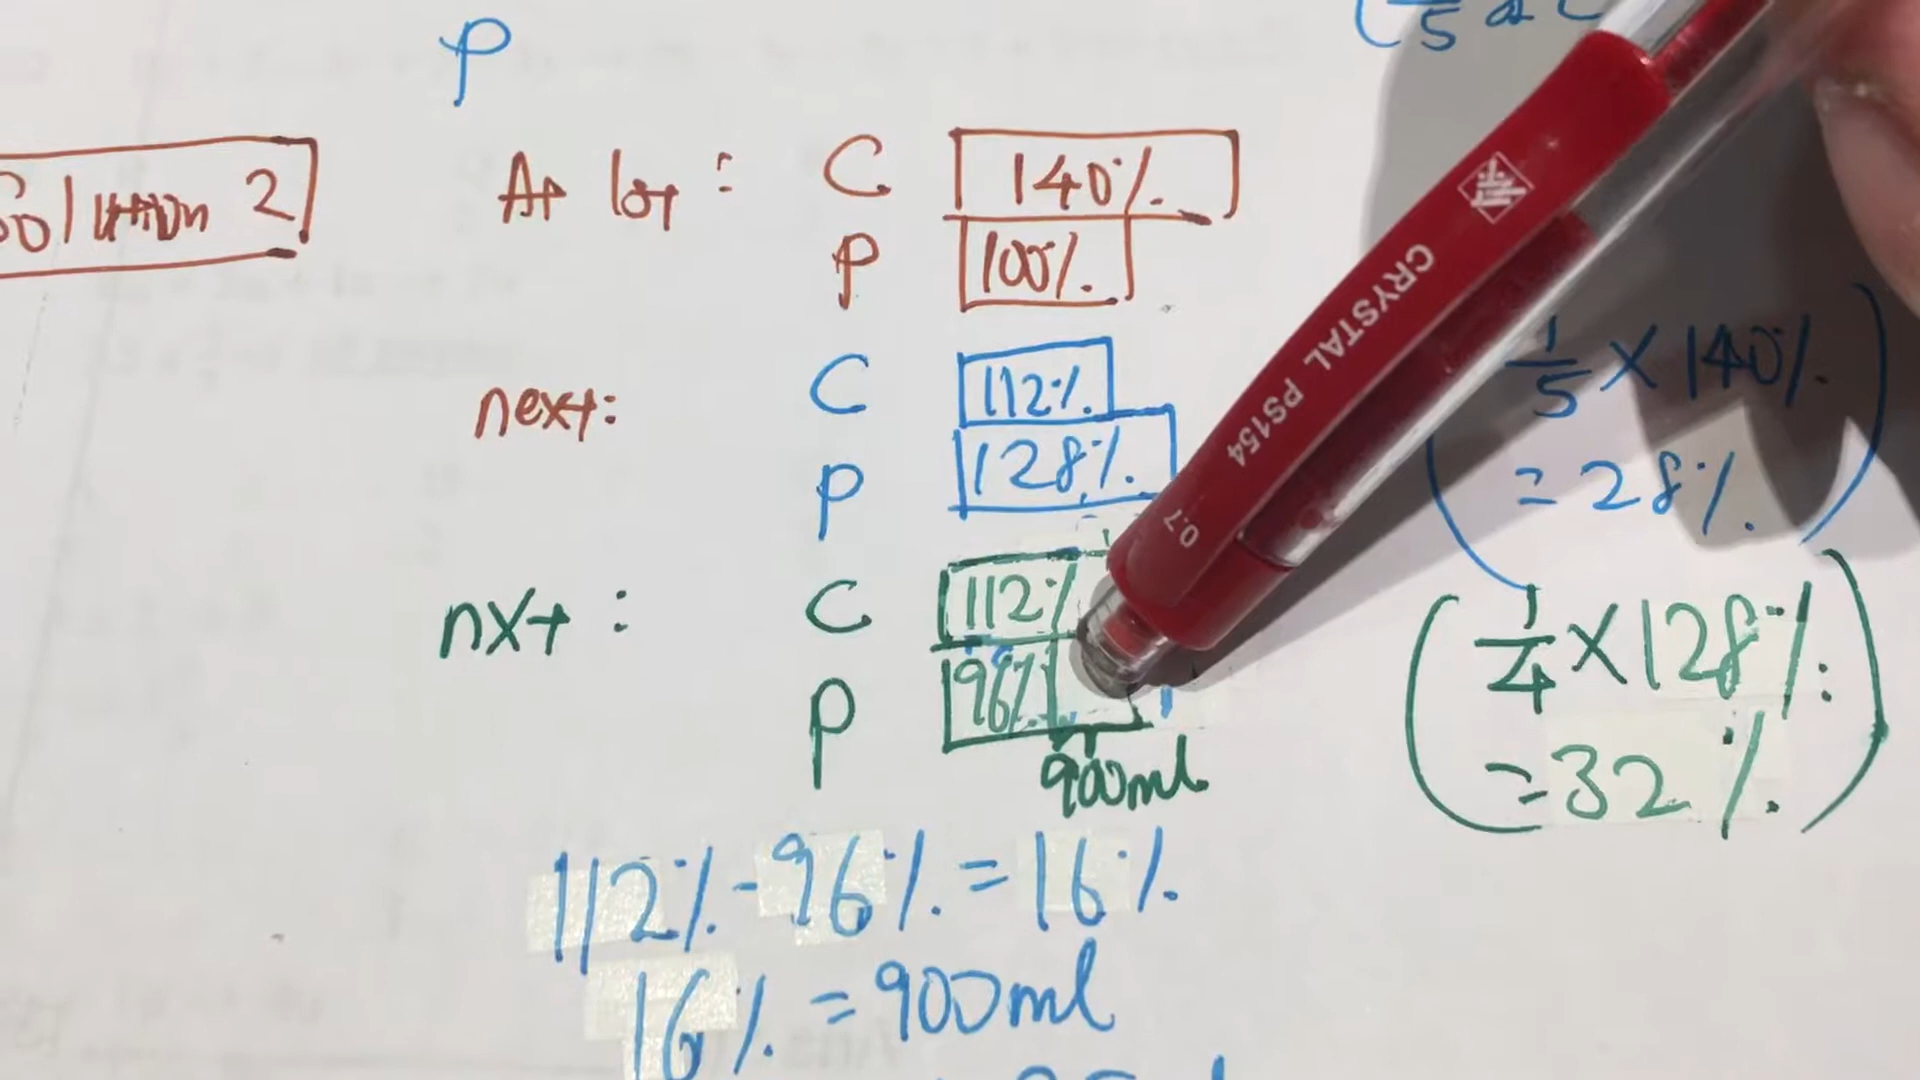 P
Solution 2
At 1st : C 140%
P 100%
next: C 112%
P 128%
1/5 × 140%
= 28%
nxt : C 112%
P 96%
900ml
1/4 × 128%
= 32%
112% - 96% = 16%
16% = 900ml
CRYSTAL PS154
0.7